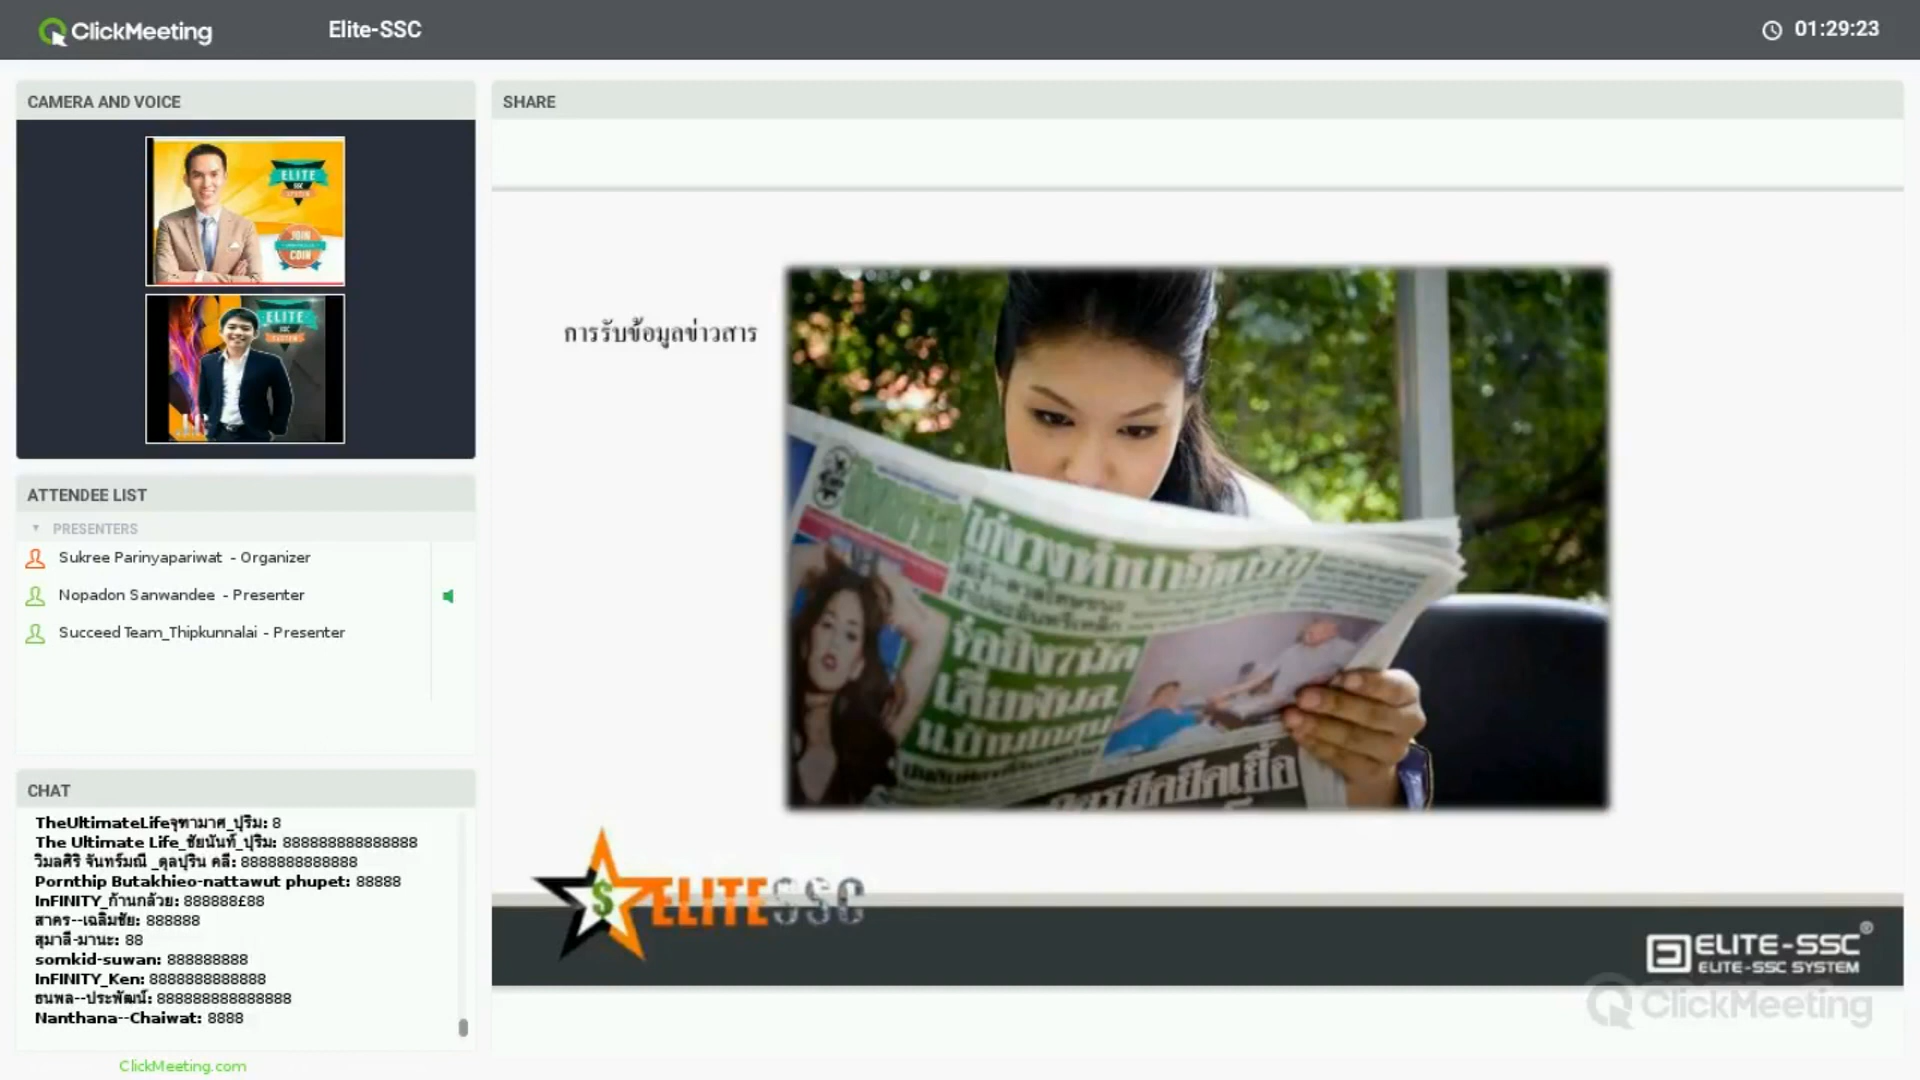 ClickMeeting
Elite-SSC
01:29:23
CAMERA AND VOICE
ELITE
SSC
SYSTEM
JOIN
COIN
ELITE
SSC
SYSTEM
ATTENDEE LIST
PRESENTERS
Sukree Parinyapariwat - Organizer
Nopadon Sanwandee - Presenter
Succeed Team_Thipkunnalai - Presenter
CHAT
TheUltimateLifeจุฑามาศ_ปุริม: 8
The Ultimate Life_ชัยนันท์_ปุริม: 888888888888888
วิมลศิริ จันทร์มณี _ดุลปุริน คลี: 8888888888888
Pornthip Butakhieo-nattawut phupet: 88888
InFINITY_ก้านกล้วย: 888888£88
สาคร--เฉลิมชัย: 888888
สุมาลี-มานะ: 88
somkid-suwan: 888888888
InFINITY_Ken: 8888888888888
ธนพล--ประพัฒน์: 888888888888888
Nanthana--Chaiwat: 8888
ClickMeeting.com
SHARE
การรับข้อมูลข่าวสาร
ELITESSC
ELITE-SSC®
ELITE-SSC SYSTEM
ClickMeeting